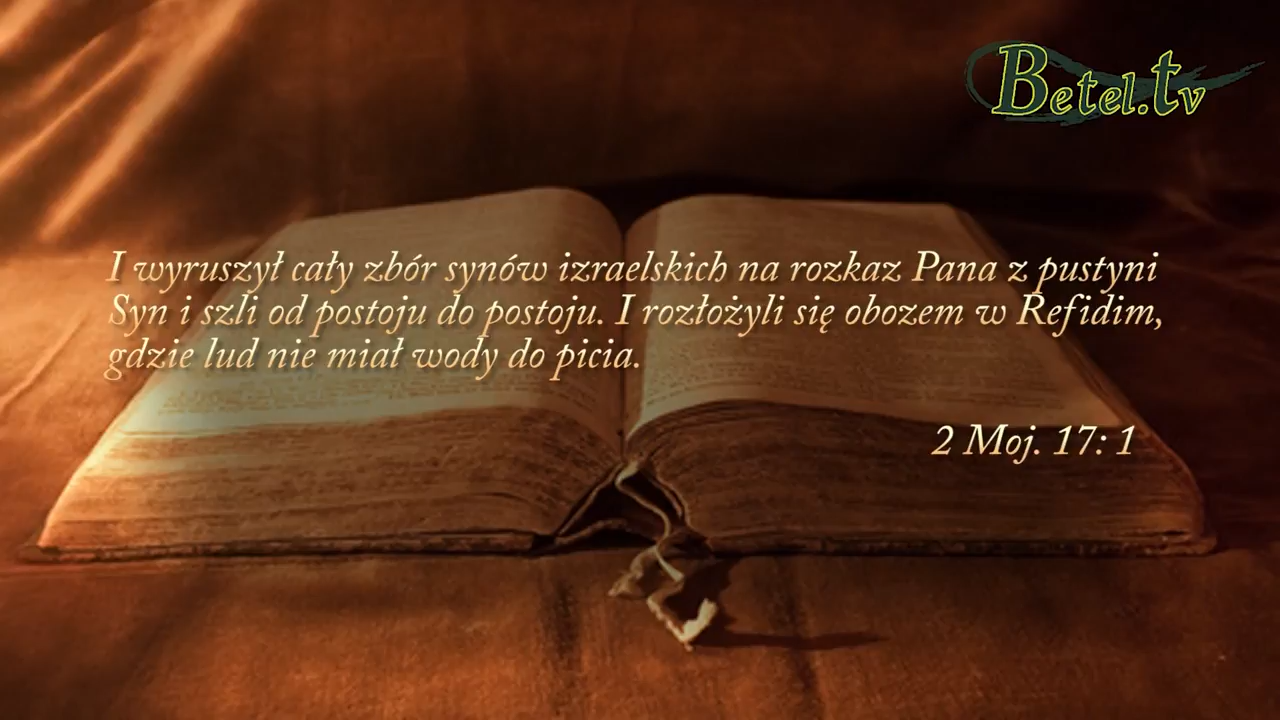 Betel.tv
I wyruszył cały zbór synów izraelskich na rozkaz Pana z pustyni
Syn i szli od postoju do postoju. I rozłożyli się obozem w Refidim,
gdzie lud nie miał wody do picia.
2 Moj. 17: 1